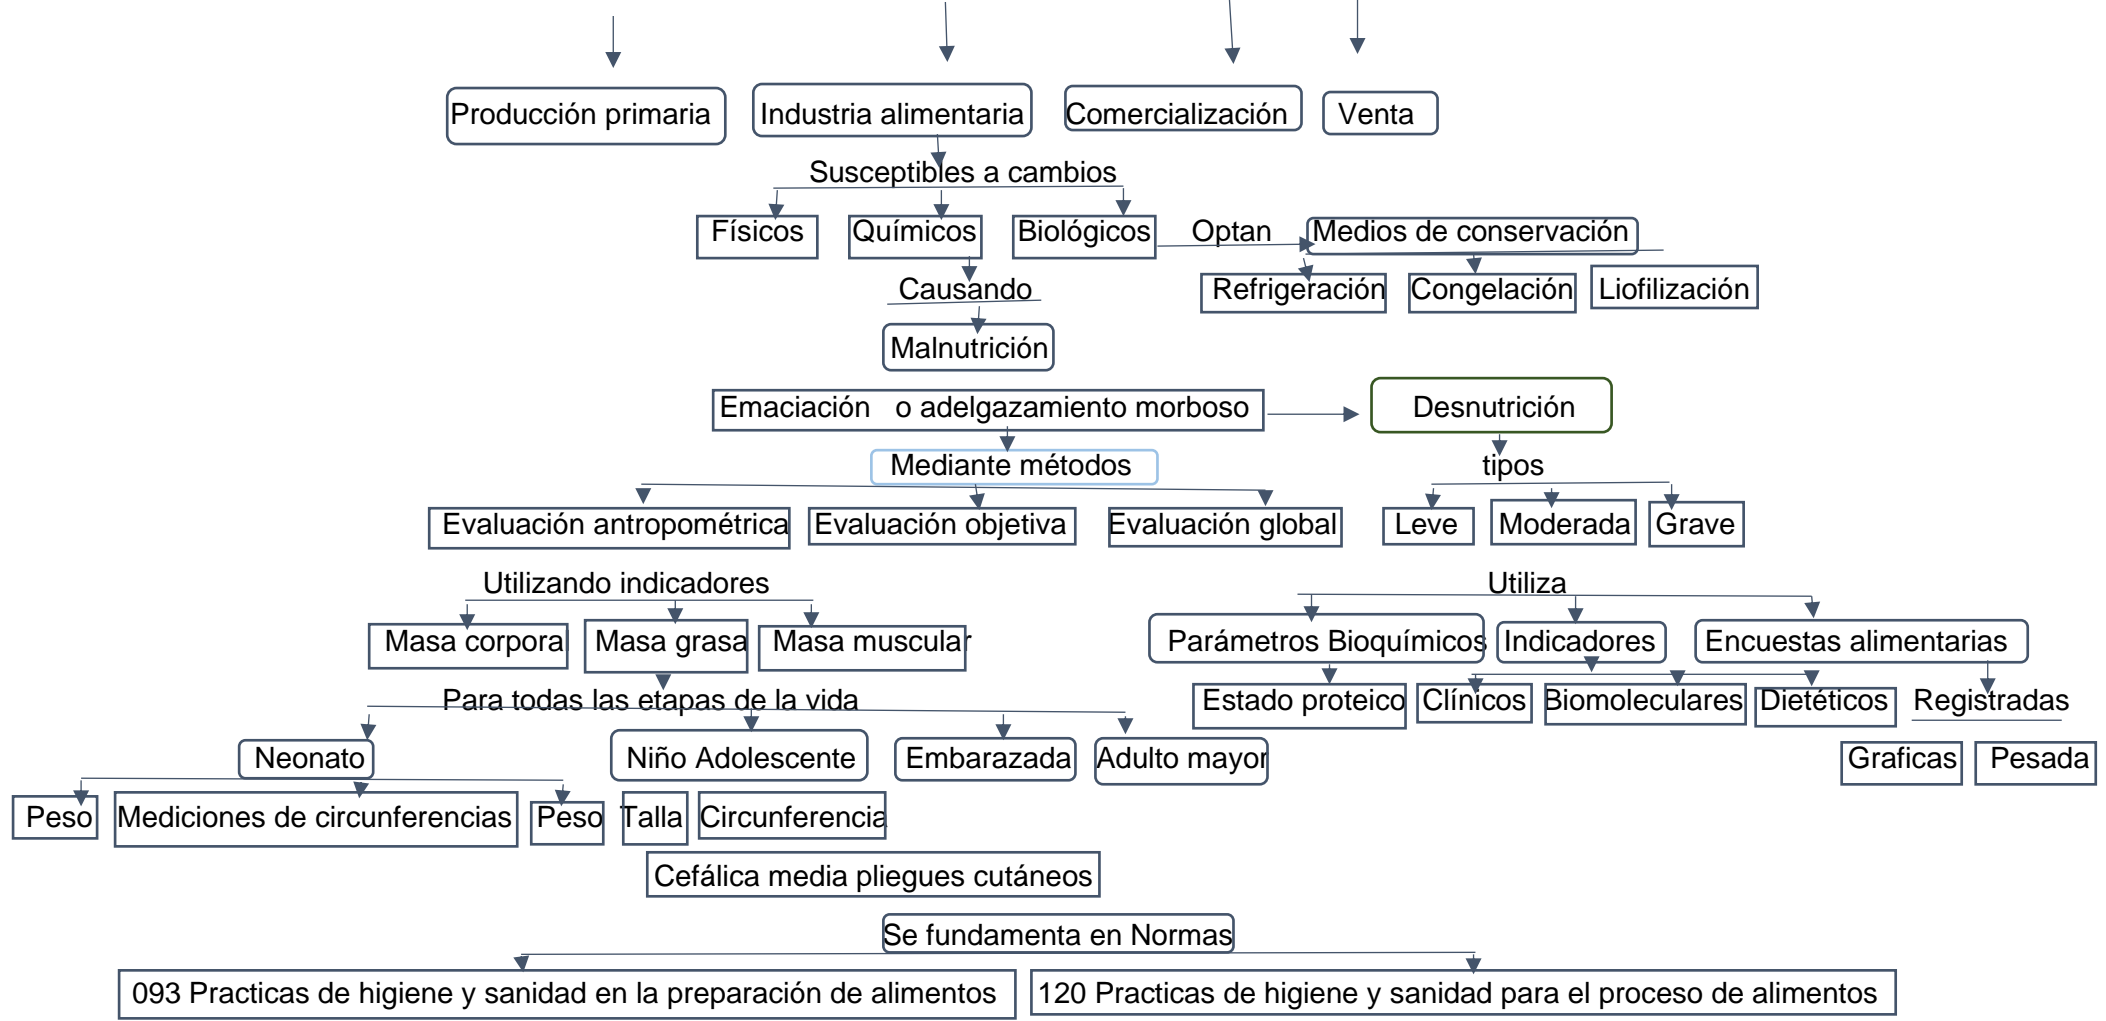 Producción primaria Industria alimentaria Comercialización Venta
Susceptibles a cambios
Físicos Químicos Biológicos Optan Medios de conservación
Causando Refrigeración Congelación Liofilización
Malnutrición
Emaciación o adelgazamiento morboso Desnutrición
Mediante métodos tipos
Evaluación antropométrica Evaluación objetiva Evaluación global Leve Moderada Grave
Utilizando indicadores Utiliza
Masa corporal Masa grasa Masa muscular Parámetros Bioquímicos Indicadores Encuestas alimentarias
Para todas las etapas de la vida Estado proteico Clínicos Biomoleculares Dietéticos Registradas
Neonato Niño Adolescente Embarazada Adulto mayor Graficas Pesada
Peso Mediciones de circunferencias Peso Talla Circunferencia
Cefálica media pliegues cutáneos
Se fundamenta en Normas
093 Practicas de higiene y sanidad en la preparación de alimentos 120 Practicas de higiene y sanidad para el proceso de alimentos